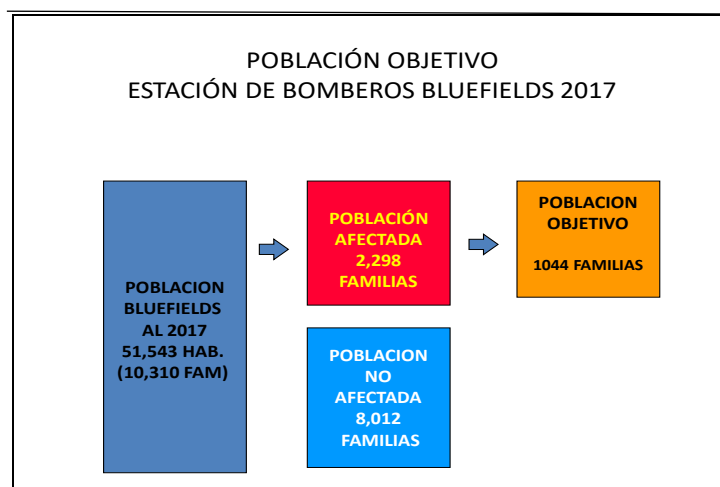 POBLACIÓN OBJETIVO
ESTACIÓN DE BOMBEROS BLUEFIELDS 2017
POBLACION
BLUEFIELDS
AL 2017
51,543 HAB.
(10,310 FAM)
POBLACIÓN
AFECTADA
2,298
FAMILIAS
POBLACION
NO
AFECTADA
8,012
FAMILIAS
POBLACION
OBJETIVO
1044 FAMILIAS